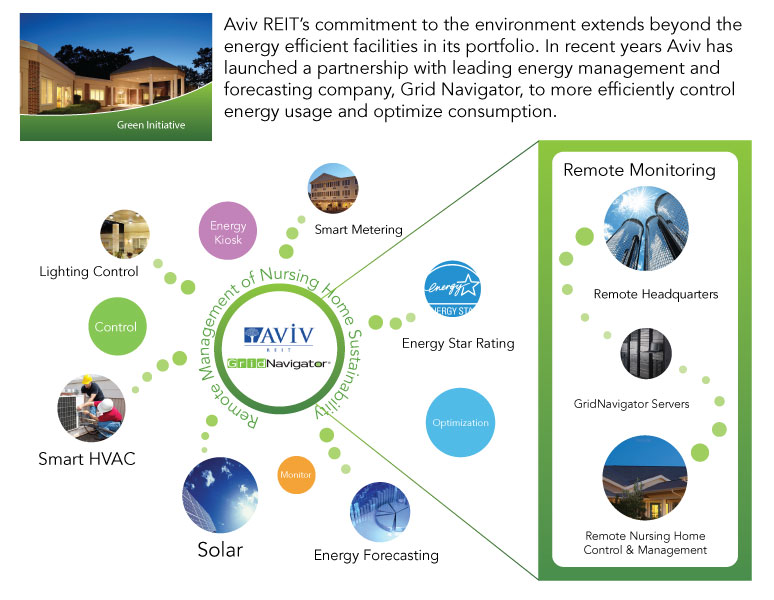 Aviv REIT's commitment to the environment extends beyond the
energy efficient facilities in its portfolio. In recent years Aviv has
launched a partnership with leading energy management and
forecasting company, Grid Navigator, to more efficiently control
energy usage and optimize consumption.
Green Initiative
Remote Monitoring
Remote Headquarters
GridNavigator Servers
Remote Nursing Home
Control & Management
Smart Metering
Energy
Kiosk
Lighting Control
Control
Smart HVAC
Solar
Monitor
Energy Forecasting
Optimization
energy
ENERGY STAR
Energy Star Rating
Remote Management of Nursing Home Sustainability
AVIV
REIT
GridNavigator